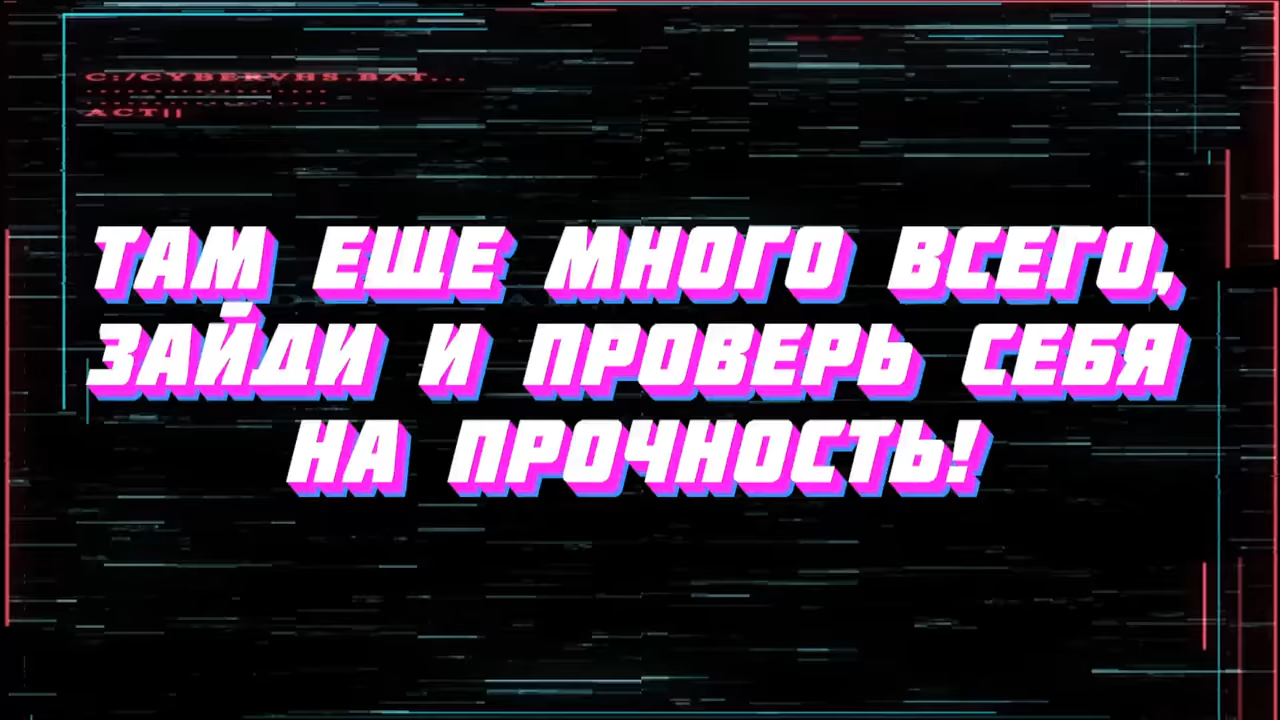 C:/CYBERVHS.BAT...
ACT||
ТАМ ЕЩЕ МНОГО ВСЕГО,
ЗАЙДИ И ПРОВЕРЬ СЕБЯ
НА ПРОЧНОСТЬ!